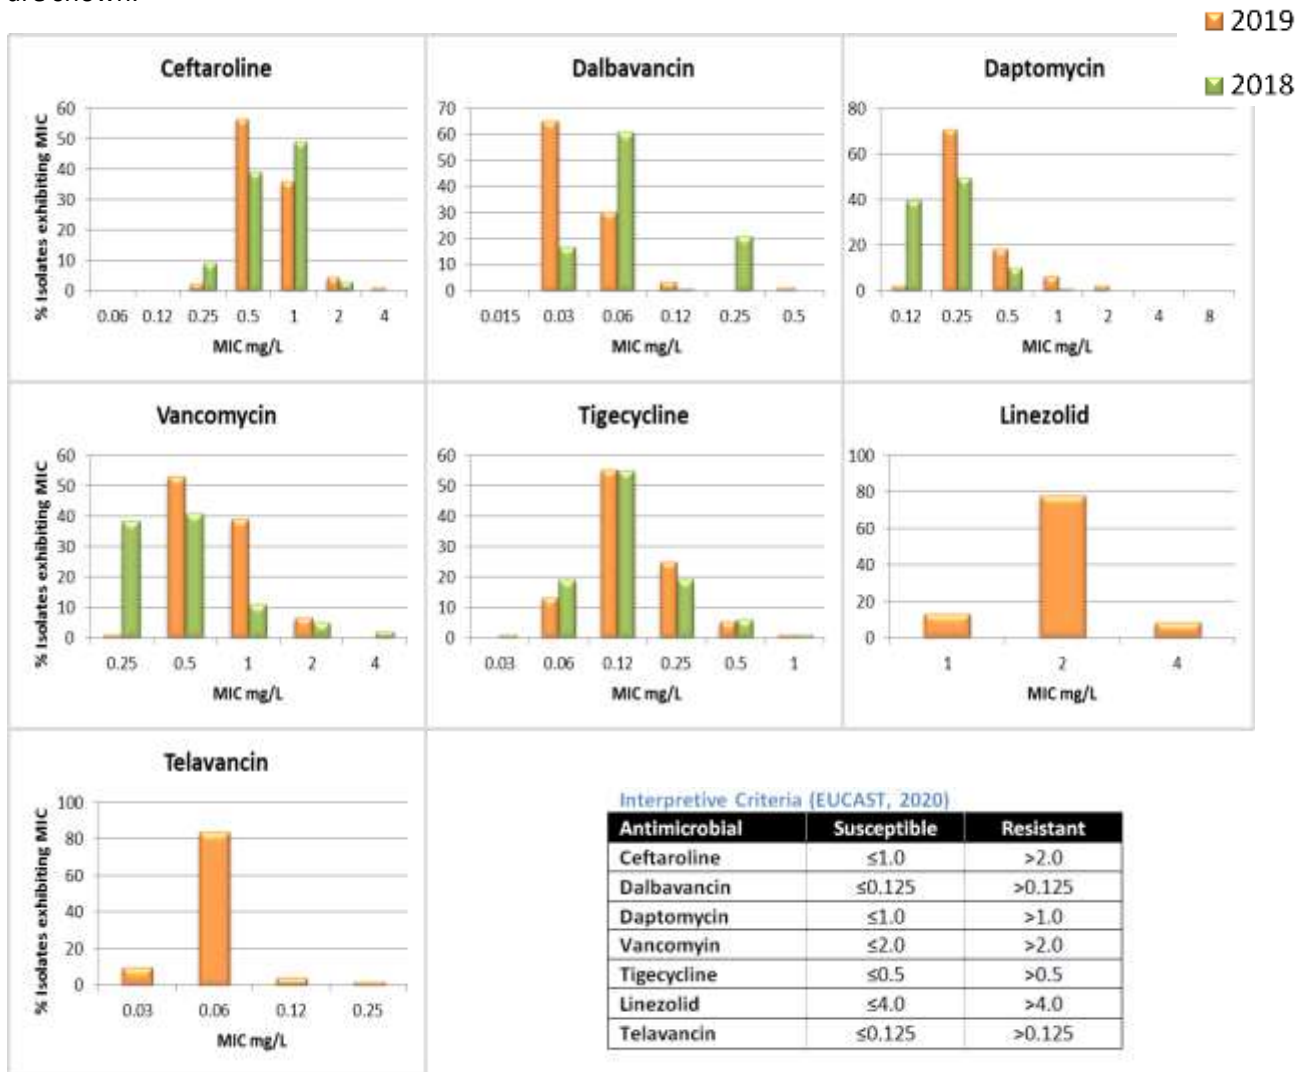 are shown.
2019
2018
Ceftaroline
% Isolates exhibiting MIC
60
50
40
30
20
10
0
0.06 0.12 0.25 0.5 1 2 4
MIC mg/L
Dalbavancin
70
60
50
40
30
20
10
0
0.015 0.03 0.06 0.12 0.25 0.5
MIC mg/L
Daptomycin
80
60
40
20
0
0.12 0.25 0.5 1 2 4 8
MIC mg/L
Vancomycin
% Isolates exhibiting MIC
60
50
40
30
20
10
0
0.25 0.5 1 2 4
MIC mg/L
Tigecycline
60
50
40
30
20
10
0
0.03 0.06 0.12 0.25 0.5 1
MIC mg/L
Linezolid
100
80
60
40
20
0
1 2 4
MIC mg/L
Telavancin
% Isolates exhibiting MIC
100
80
60
40
20
0
0.03 0.06 0.12 0.25
MIC mg/L
Interpretive Criteria (EUCAST, 2020)
Antimicrobial Susceptible Resistant
Ceftaroline ≤1.0 >2.0
Dalbavancin ≤0.125 >0.125
Daptomycin ≤1.0 >1.0
Vancomyin ≤2.0 >2.0
Tigecycline ≤0.5 >0.5
Linezolid ≤4.0 >4.0
Telavancin ≤0.125 >0.125